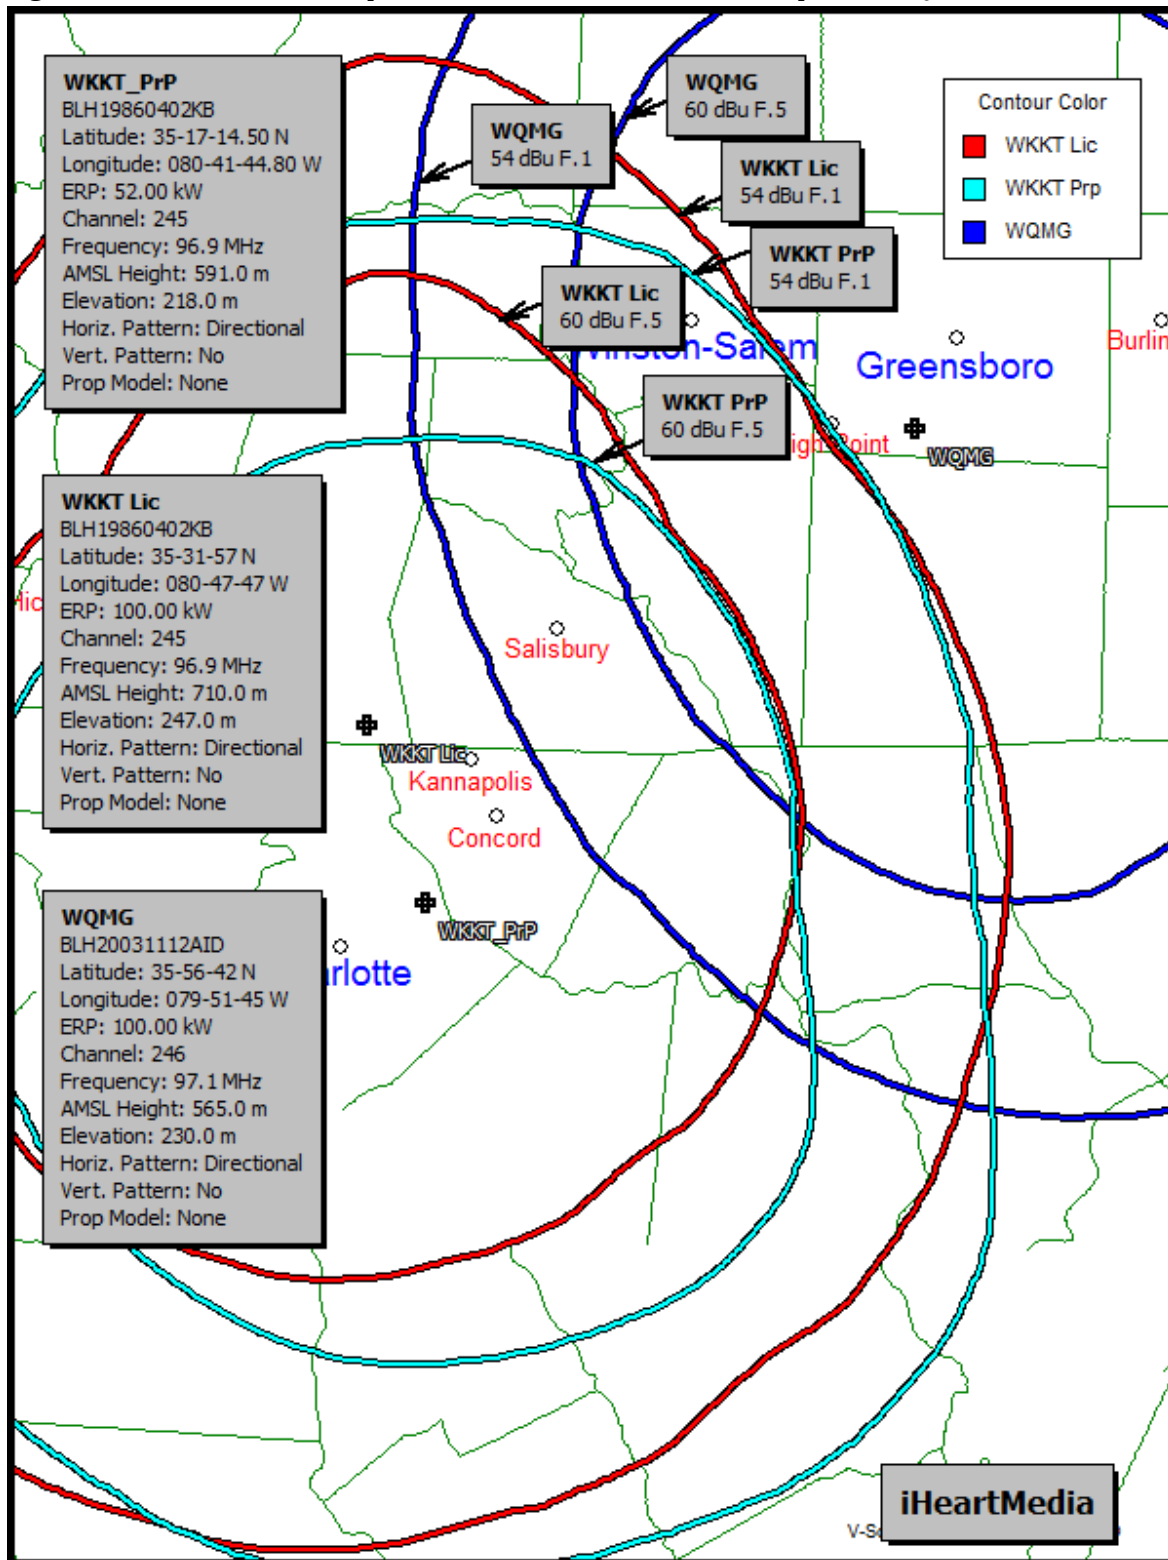 WKKT_PrP
BLH19860402KB
Latitude: 35-17-14.50 N
Longitude: 080-41-44.80 W
ERP: 52.00 kW
Channel: 245
Frequency: 96.9 MHz
AMSL Height: 591.0 m
Elevation: 218.0 m
Horiz. Pattern: Directional
Vert. Pattern: No
Prop Model: None
WQMG
54 dBu F.1
WQMG
60 dBu F.5
WKKT Lic
54 dBu F.1
WKKT PrP
54 dBu F.1
WKKT Lic
60 dBu F.5
WKKT PrP
60 dBu F.5
Contour Color
WKKT Lic
WKKT Prp
WQMG
Winston-Salem
Greensboro
Burlin
igh Point
WQMG
WKKT Lic
BLH19860402KB
Latitude: 35-31-57 N
Longitude: 080-47-47 W
ERP: 100.00 kW
Channel: 245
Frequency: 96.9 MHz
AMSL Height: 710.0 m
Elevation: 247.0 m
Horiz. Pattern: Directional
Vert. Pattern: No
Prop Model: None
Salisbury
WKKT Lic
Kannapolis
Concord
WKKT_PrP
arlotte
WQMG
BLH20031112AID
Latitude: 35-56-42 N
Longitude: 079-51-45 W
ERP: 100.00 kW
Channel: 246
Frequency: 97.1 MHz
AMSL Height: 565.0 m
Elevation: 230.0 m
Horiz. Pattern: Directional
Vert. Pattern: No
Prop Model: None
iHeartMedia